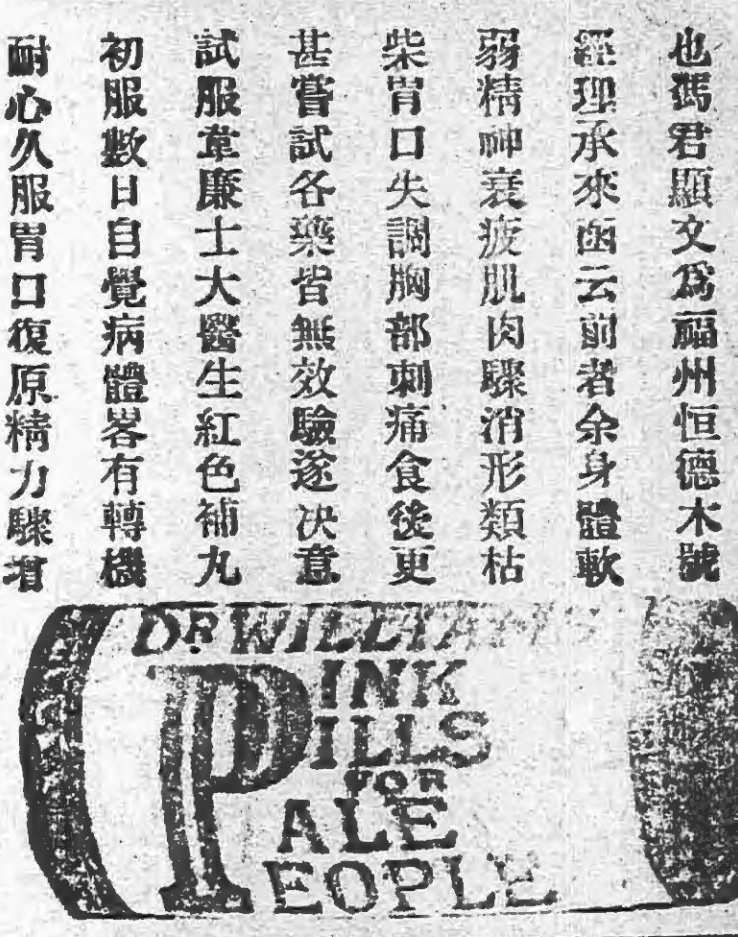 也馮君顯文爲福州恒德木號
經理承來函云前者余身體軟
弱精神衰疲肌肉驟消形類枯
柴胃口失調胸部刺痛食後更
甚嘗試各藥皆無效驗遂决意
試服韋廉士大醫生紅色補丸
初服數日自覺病體畧有轉機
耐心久服胃口復原精力驟增
DR WILLIAMS
PINK
PILLS
FOR
PALE
PEOPLE